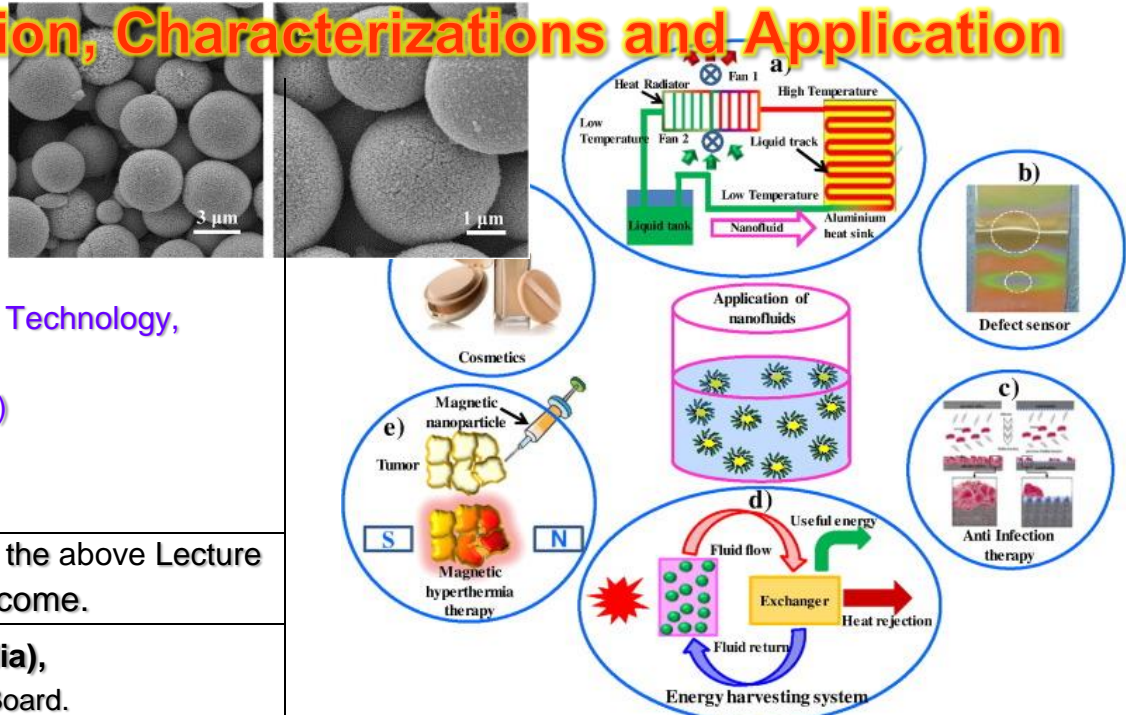 ion, Characterizations and Application
3 μm
1 μm
Technology,
)
the above Lecture
come.
ia),
Board.
a)
Fan 1
Heat Radiator
High Temperature
Low
Temperature
Fan 2
Liquid track
Low Temperature
Liquid tank
Nanofluid
Aluminium
heat sink
b)
Defect sensor
Application of
nanofluids
Cosmetics
c)
Anti Infection
therapy
e)
Magnetic
nanoparticle
Tumor
S
N
Magnetic
hyperthermia
therapy
d)
Useful energy
Fluid flow
Exchanger
Heat rejection
Fluid return
Energy harvesting system